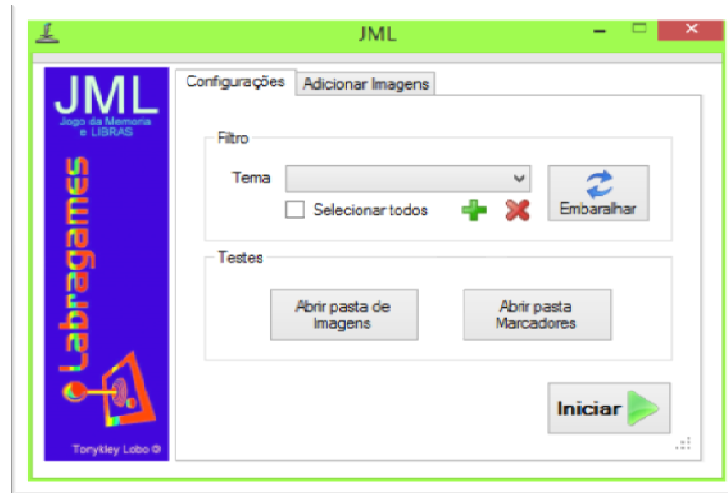 JML
JML
Jogo da Memoria
e LIBRAS
Labragames
Tonykley Lobo ©
Configurações
Adicionar Imagens
Filtro
Tema
Selecionar todos
Embaralhar
Testes
Abrir pasta de
Imagens
Abrir pasta
Marcadores
Iniciar